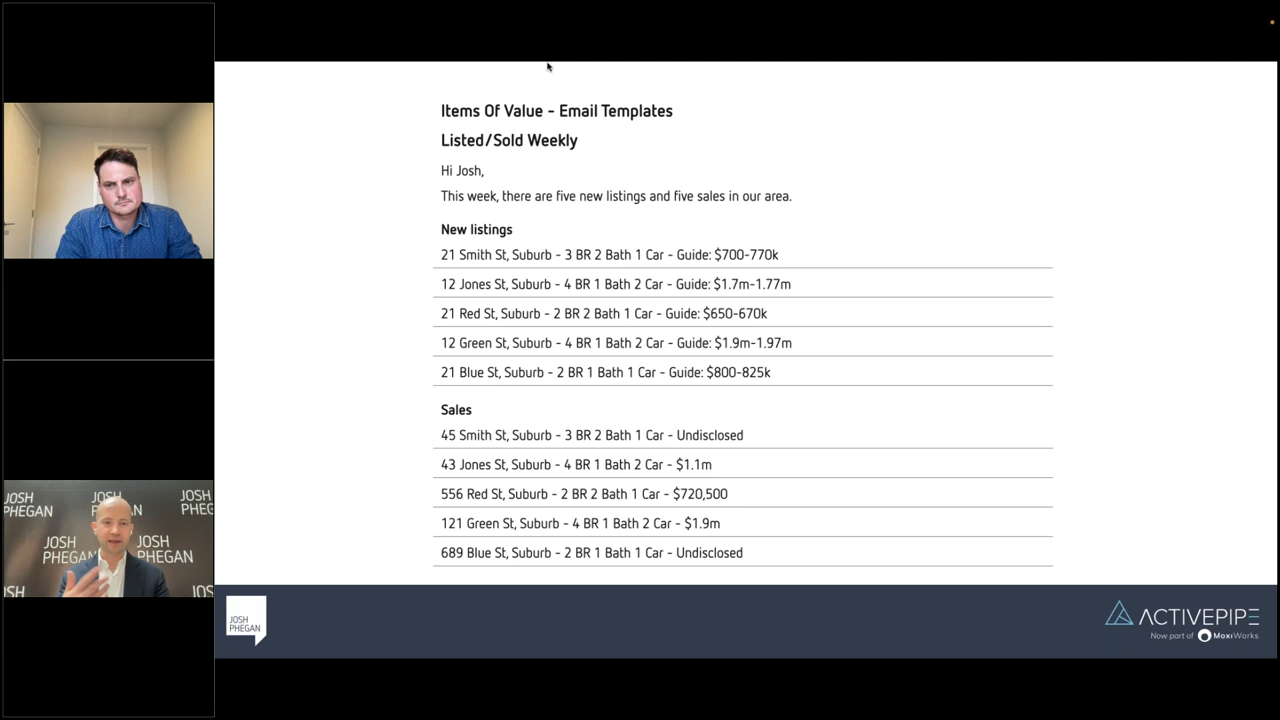 Items Of Value - Email Templates
Listed/Sold Weekly
Hi Josh,
This week, there are five new listings and five sales in our area.
New listings
21 Smith St, Suburb - 3 BR 2 Bath 1 Car - Guide: $700-770k
12 Jones St, Suburb - 4 BR 1 Bath 2 Car - Guide: $1.7m-1.77m
21 Red St, Suburb - 2 BR 2 Bath 1 Car - Guide: $650-670k
12 Green St, Suburb - 4 BR 1 Bath 2 Car - Guide: $1.9m-1.97m
21 Blue St, Suburb - 2 BR 1 Bath 1 Car - Guide: $800-825k
Sales
45 Smith St, Suburb - 3 BR 2 Bath 1 Car - Undisclosed
43 Jones St, Suburb - 4 BR 1 Bath 2 Car - $1.1m
556 Red St, Suburb - 2 BR 2 Bath 1 Car - $720,500
121 Green St, Suburb - 4 BR 1 Bath 2 Car - $1.9m
689 Blue St, Suburb - 2 BR 1 Bath 1 Car - Undisclosed
JOSH JOSH JOSH
PHEGAN PHEGAN
JOSH JOSH
PHEGAN PHEGAN
JOSH
PHEGAN
ACTIVEPIPE
Now part of MoxiWorks